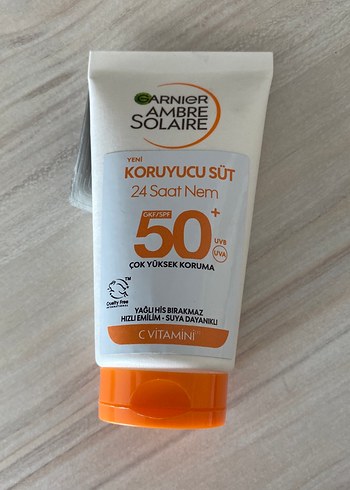 GARNIER
AMBRE
SOLAIRE
YENİ
KORUYUCU SÜT
24 Saat Nem
GKF/SPF
50+
UVB
UVA
ÇOK YÜKSEK KORUMA
TM
Cruelty Free
YAĞLI HİS BIRAKMAZ
HIZLI EMİLİM - SUYA DAYANIKLI
C VİTAMİNİ